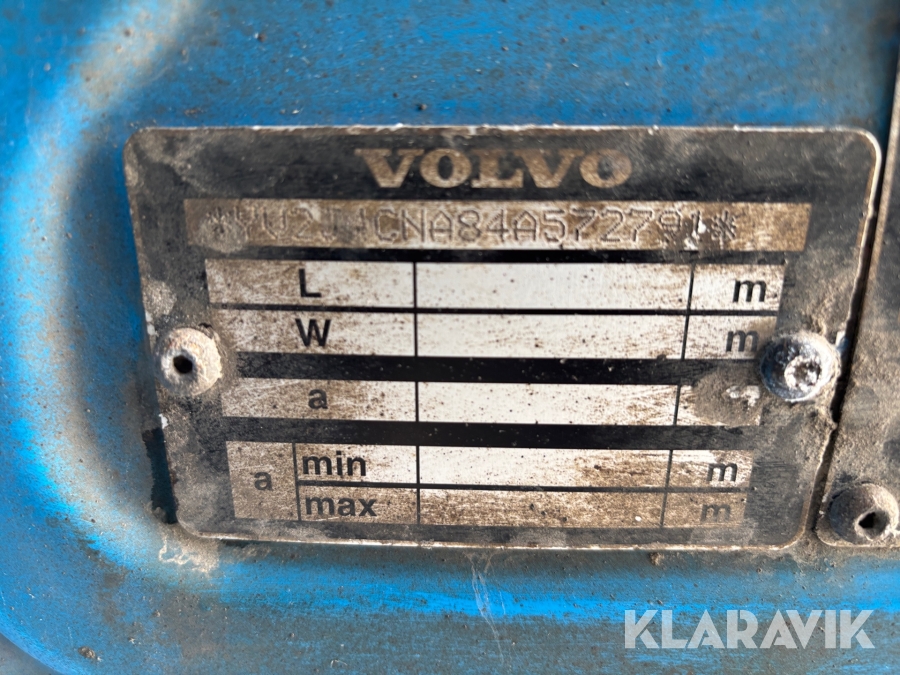 VOLVO
*YV2J4CNA84A572791*
L m
W m
a
a min m
max m
KLARAVIK